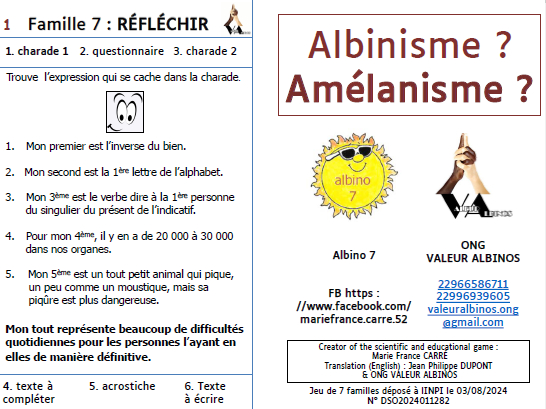 1 Famille 7 : RÉFLÉCHIR
1. charade 1 2. questionnaire 3. charade 2
Trouve l'expression qui se cache dans la charade.
1. Mon premier est l'inverse du bien.
2. Mon second est la 1ère lettre de l'alphabet.
3. Mon 3ème est le verbe dire à la 1ère personne
du singulier du présent de l'indicatif.
4. Pour mon 4ème, il y en a de 20 000 à 30 000
dans nos organes.
5. Mon 5ème est un tout petit animal qui pique,
un peu comme un moustique, mais sa
piqûre est plus dangereuse.
Mon tout représente beaucoup de difficultés
quotidiennes pour les personnes l'ayant en
elles de manière définitive.
4. texte à
compléter
5. acrostiche
6. Texte
à écrire
Albinisme ?
Amélanisme ?
albino
7
VALEUR
ALBINOS
Albino 7
ONG
VALEUR ALBINOS
FB https :
//www.facebook.com/
mariefrance.carre.52
22966586711
22996939605
valeuralbinos.ong
@gmail.com
Creator of the scientific and educational game :
Marie France CARRÉ
Translation (English) : Jean Philippe DUPONT
& ONG VALEUR ALBINOS
Jeu de 7 familles déposé à lINPI le 03/08/2024
N° DSO2024011282